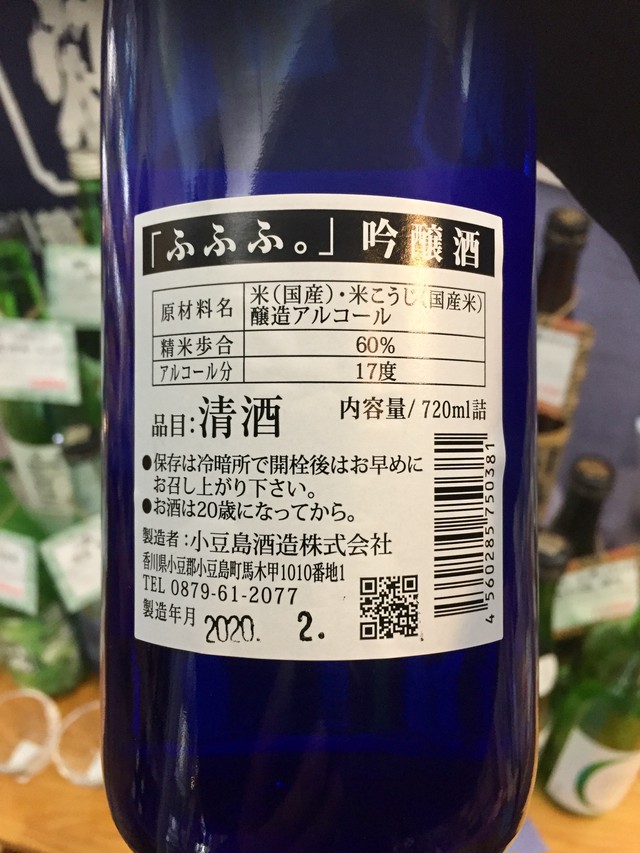 「ふふふ。」吟醸酒
原材料名 米(国産)・米こうじ(国産米)
醸造アルコール
精米歩合 60%
アルコール分 17度
品目:清酒 内容量/720ml詰
●保存は冷暗所で開栓後はお早めに
お召し上がり下さい。
●お酒は20歳になってから。
製造者:小豆島酒造株式会社
香川県小豆郡小豆島町馬木甲1010番地1
TEL 0879-61-2077
製造年月 2020. 2.
4 560285 750381